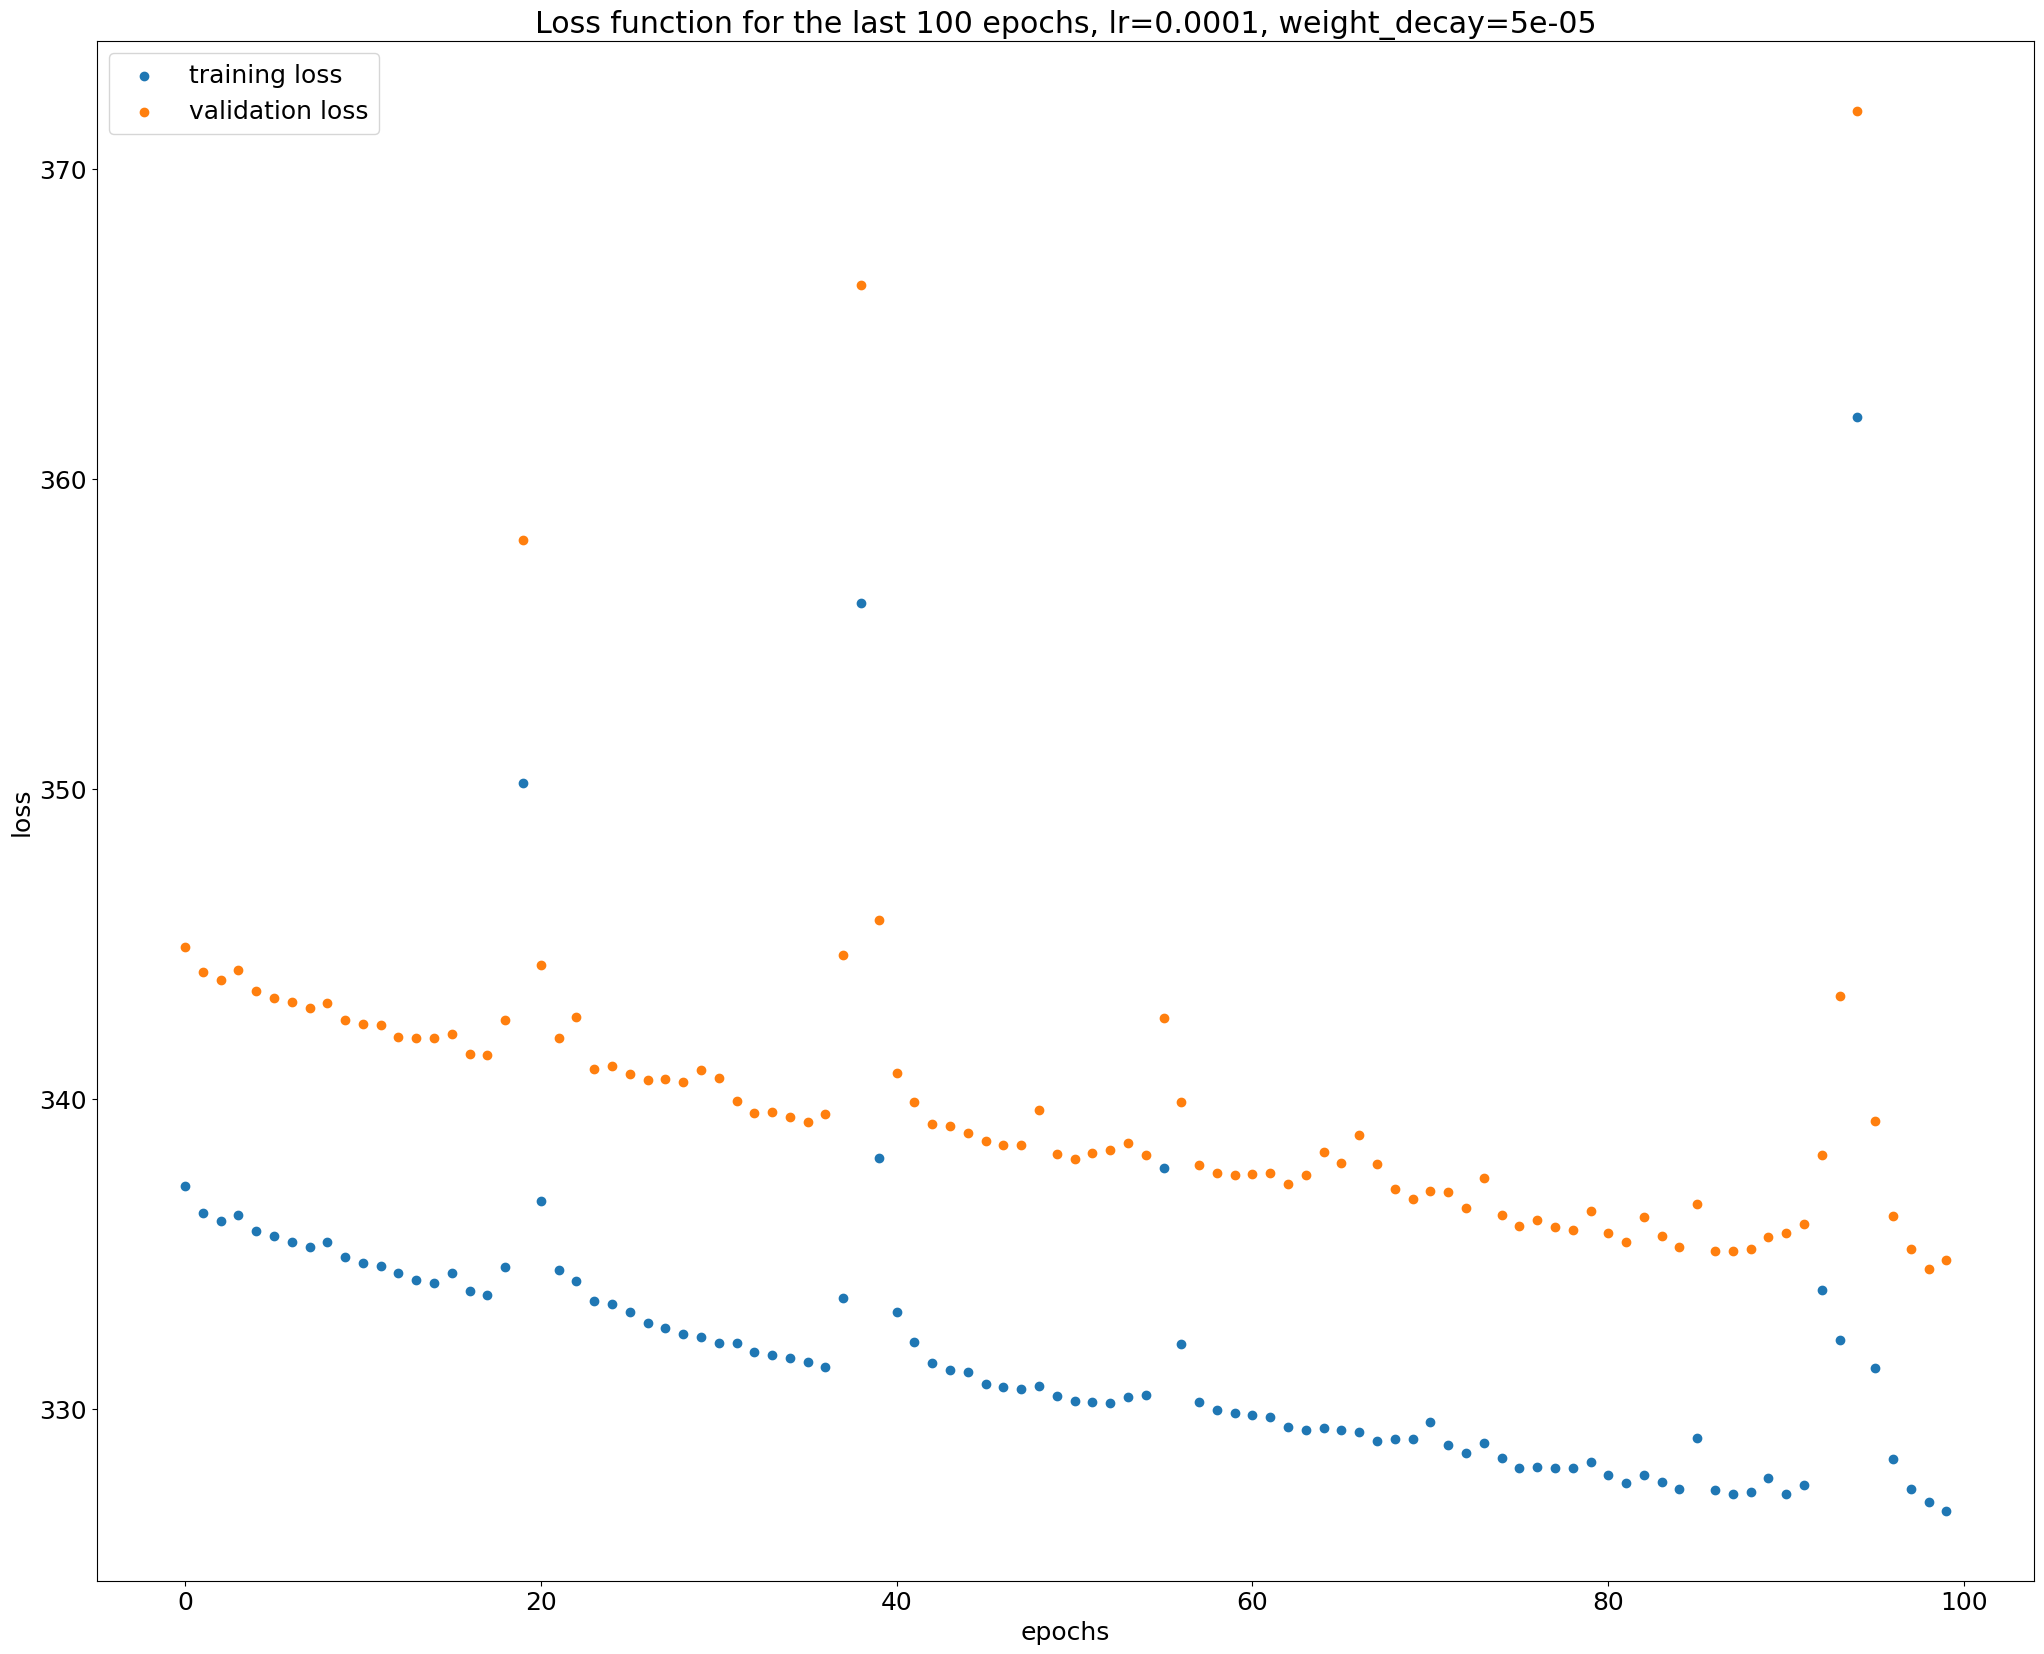 Loss function for the last 100 epochs, lr=0.0001, weight_decay=5e-05
training loss
validation loss
370
360
350
340
330
loss
0 20 40 60 80 100
epochs